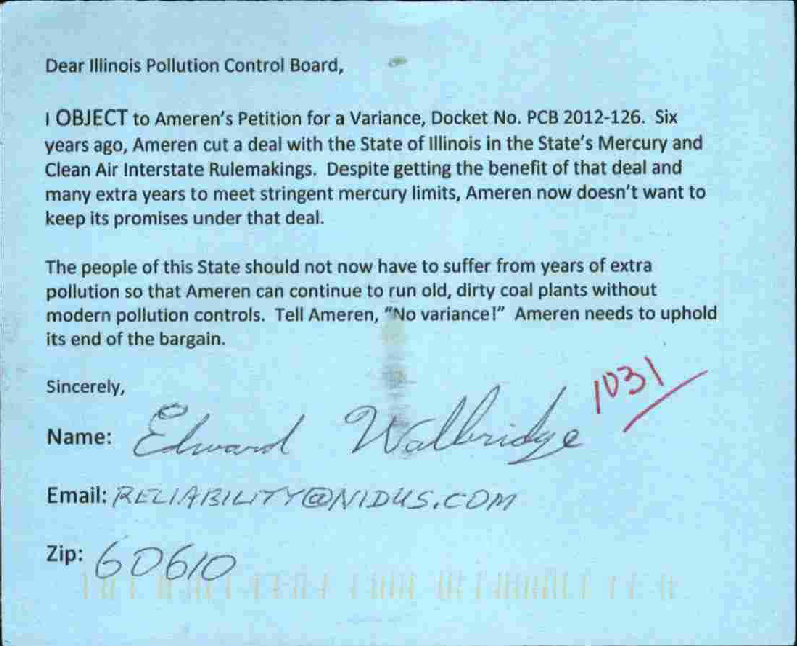 Dear Illinois Pollution Control Board,
I OBJECT to Ameren's Petition for a Variance, Docket No. PCB 2012-126. Six
years ago, Ameren cut a deal with the State of Illinois in the State's Mercury and
Clean Air Interstate Rulemakings. Despite getting the benefit of that deal and
many extra years to meet stringent mercury limits, Ameren now doesn't want to
keep its promises under that deal.
The people of this State should not now have to suffer from years of extra
pollution so that Ameren can continue to run old, dirty coal plants without
modern pollution controls. Tell Ameren, "No variance!" Ameren needs to uphold
its end of the bargain.
Sincerely,
1031
Name: Edward Walbridge
Email: RELIABILITY@NIDUS.COM
Zip: 60610